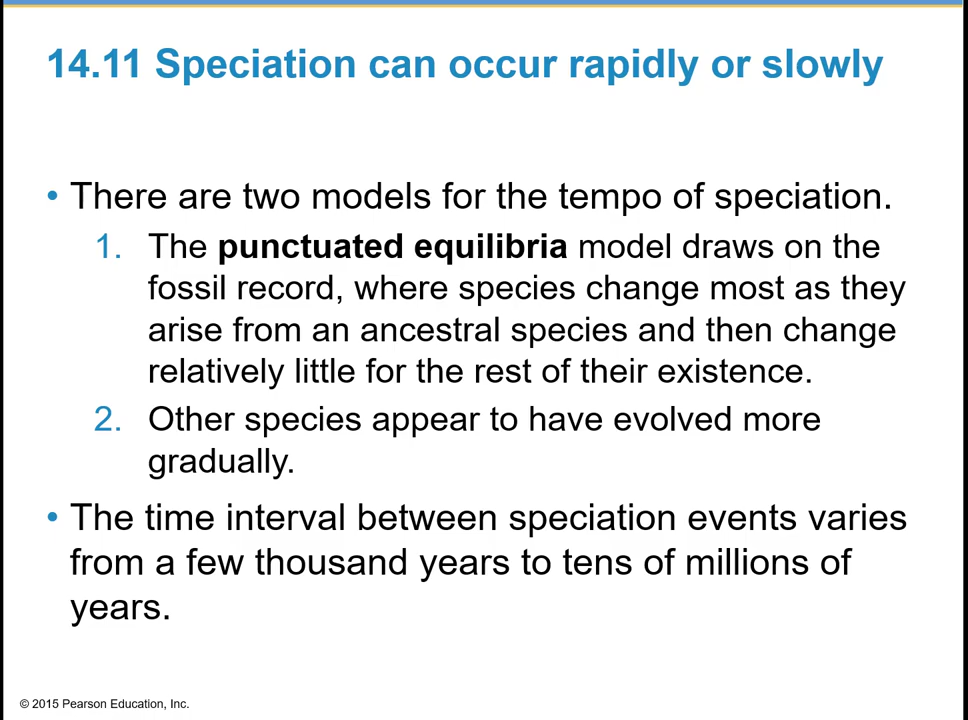 14.11 Speciation can occur rapidly or slowly
• There are two models for the tempo of speciation.
1. The punctuated equilibria model draws on the
fossil record, where species change most as they
arise from an ancestral species and then change
relatively little for the rest of their existence.
2. Other species appear to have evolved more
gradually.
• The time interval between speciation events varies
from a few thousand years to tens of millions of
years.
© 2015 Pearson Education, Inc.